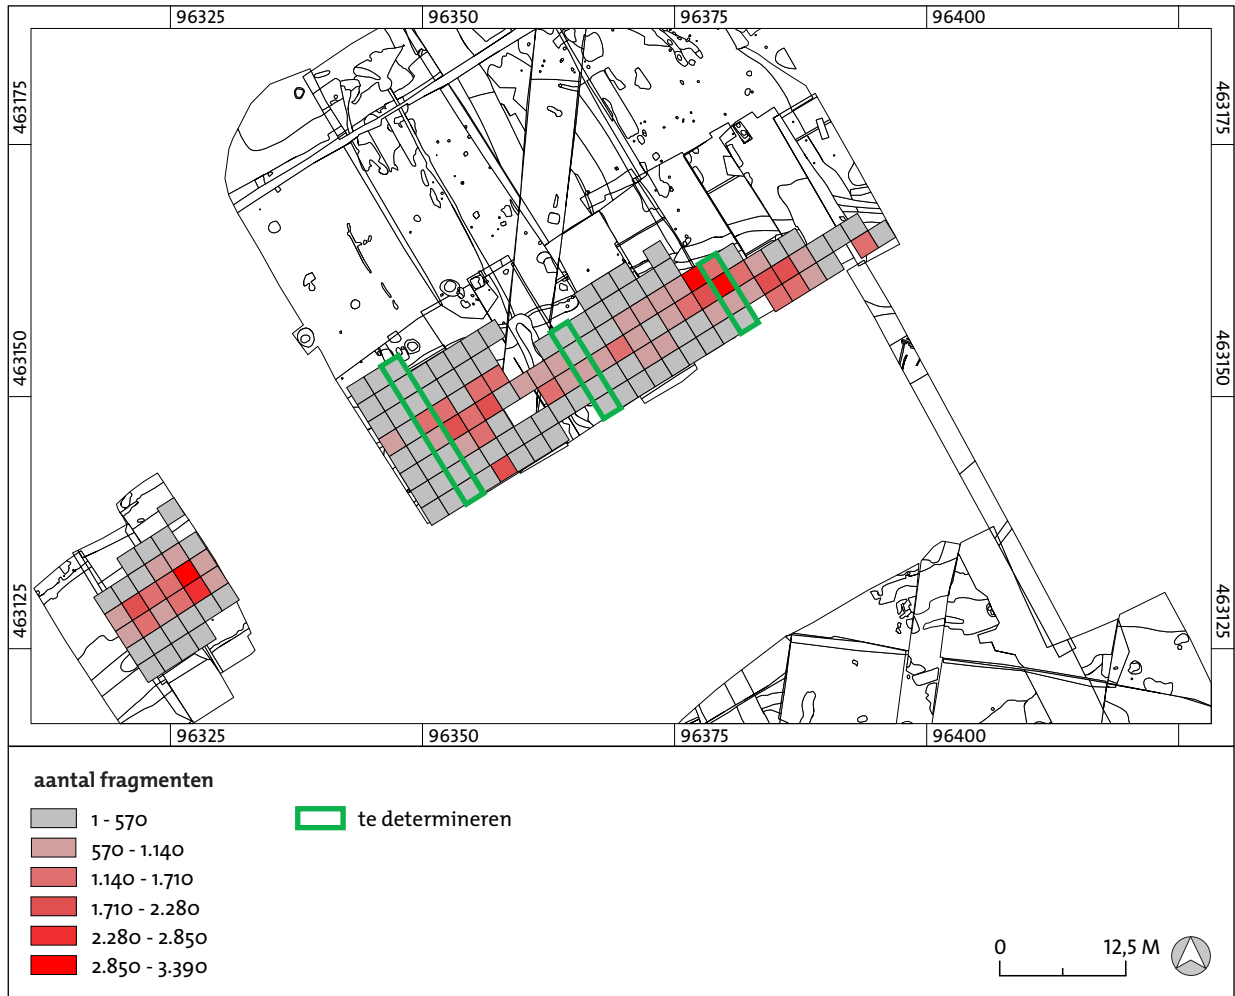 96325 96350 96375 96400
463175 463175
463150 463150
463125 463125
96325 96350 96375 96400
aantal fragmenten
1 - 570
te determineren
570 - 1.140
1.140 - 1.710
1.710 - 2.280
2.280 - 2.850
2.850 - 3.390
0 12,5 M